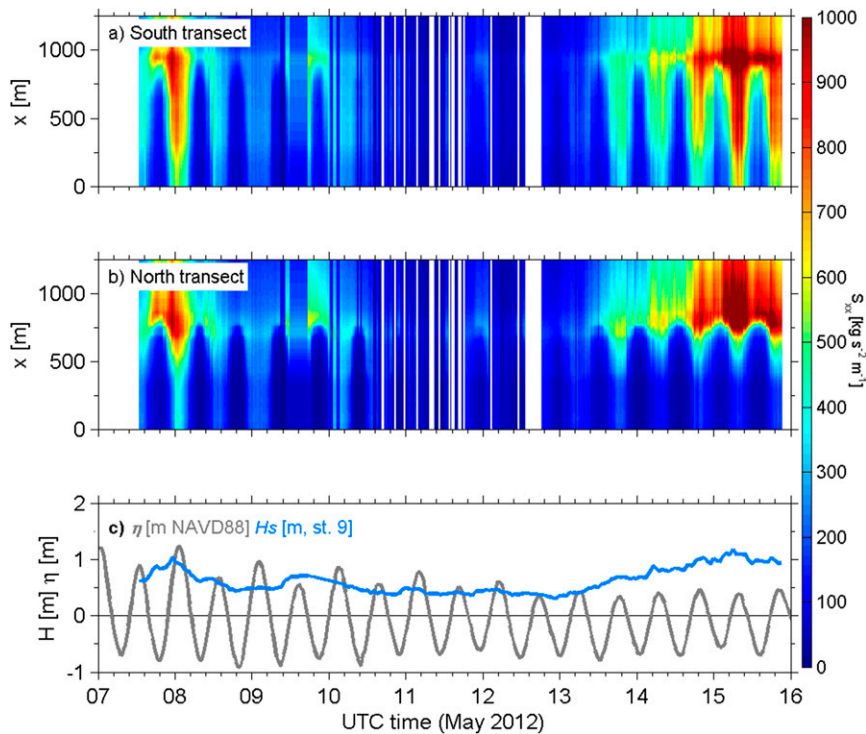 a) South transect
1000
500
0
x [m]
b) North transect
1000
500
0
x [m]
c) η [m NAVD88] Hs [m, st. 9]
2
1
0
-1
H [m] η [m]
07 08 09 10 11 12 13 14 15 16
UTC time (May 2012)
1000
900
800
700
600
500
400
300
200
100
0
Sxx [kg s-2 m-1]